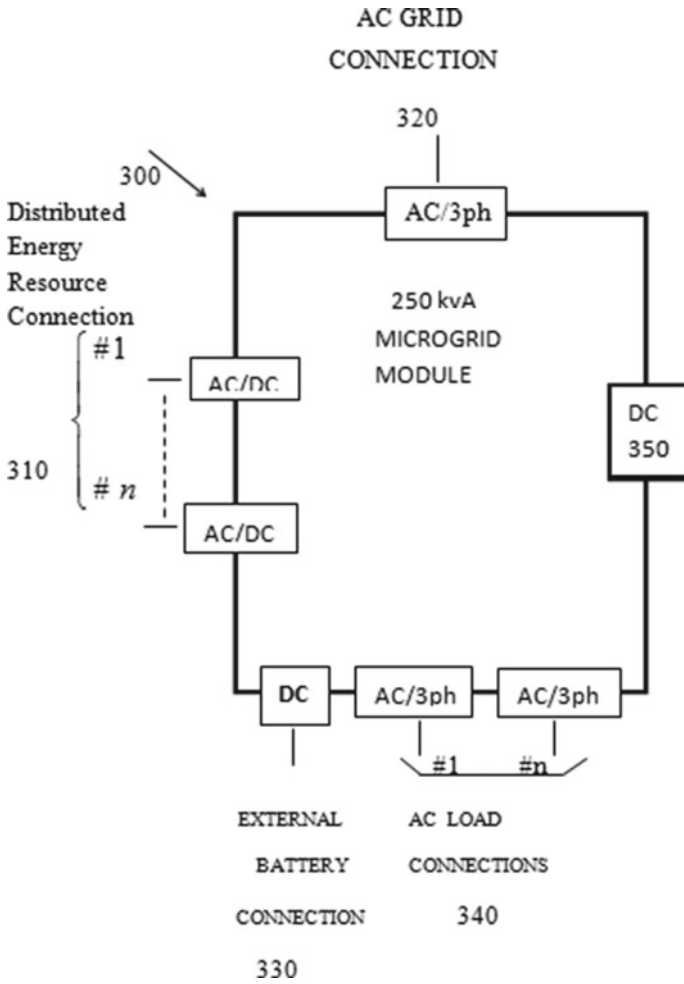 AC GRID
CONNECTION
320
300
Distributed
Energy
Resource
Connection
#1
310
# n
AC/3ph
250 kvA
MICROGRID
MODULE
AC/DC
AC/DC
DC
350
DC
AC/3ph
AC/3ph
#1
#n
EXTERNAL
BATTERY
CONNECTION
330
AC LOAD
CONNECTIONS
340